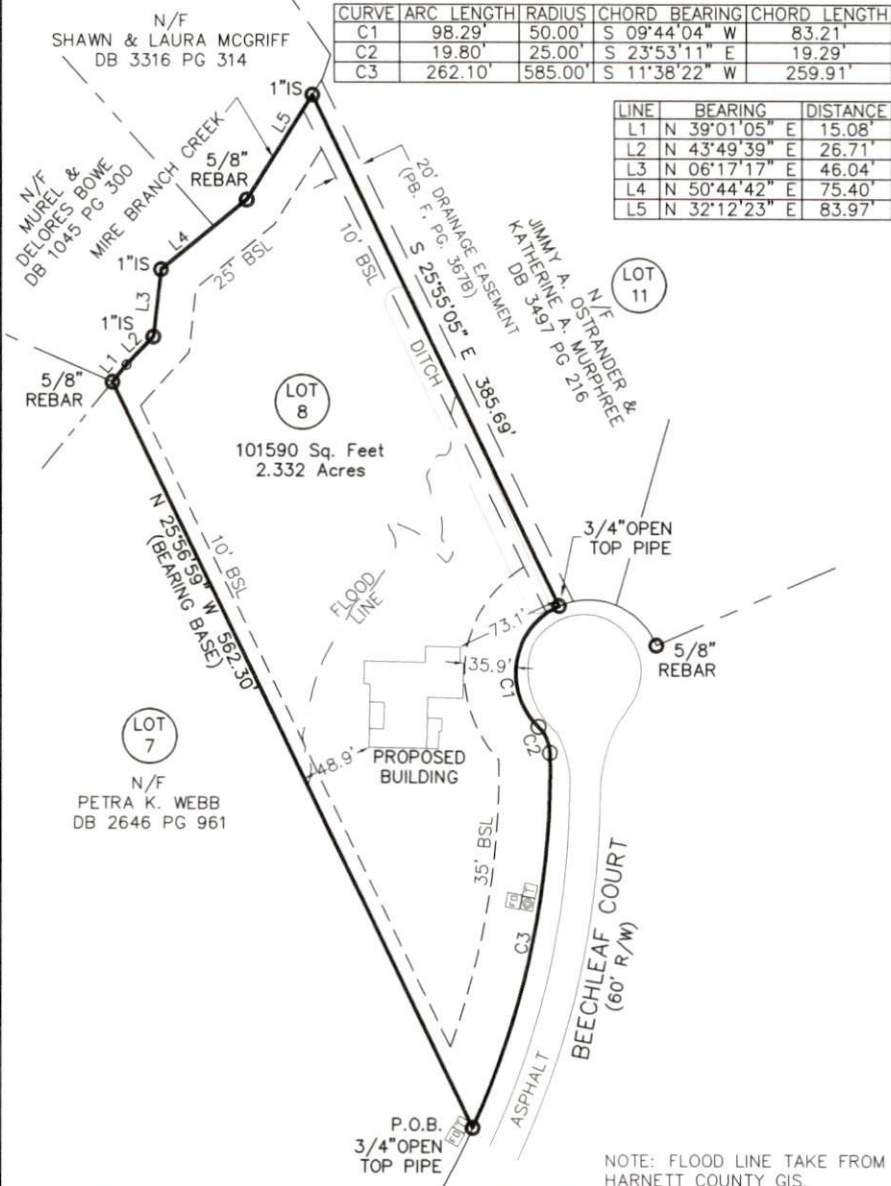 CURVE ARC LENGTH RADIUS CHORD BEARING CHORD LENGTH
C1 98.29' 50.00' S 09°44'04" W 83.21'
C2 19.80' 25.00' S 23°53'11" E 19.29'
C3 262.10' 585.00' S 11°38'22" W 259.91'
LINE BEARING DISTANCE
L1 N 39°01'05" E 15.08'
L2 N 43°49'39" E 26.71'
L3 N 06°17'17" E 46.04'
L4 N 50°44'42" E 75.40'
L5 N 32°12'23" E 83.97'
N/F
SHAWN & LAURA MCGRIFF
DB 3316 PG 314
1"IS
L5
5/8"
REBAR
MIRE BRANCH CREEK
N/F
MUREL &
DELORES BOWE
DB 1045 PG 300
L4
25' BSL
1"IS
L3
1"IS
L2
L1
5/8"
REBAR
20' DRAINAGE EASEMENT
(PB. F, PG. 367B)
10' BSL
S 25°55'05" E 385.69'
DITCH
N/F
JIMMY A. OSTRANDER &
KATHERINE A. MURPHREE
DB 3497 PG 216
LOT
11
LOT
8
101590 Sq. Feet
2.332 Acres
N 25°56'59" W 562.30'
(BEARING BASE)
10' BSL
FLOOD
LINE
3/4"OPEN
TOP PIPE
73.1'
35.9'
C1
5/8"
REBAR
C2
LOT
7
N/F
PETRA K. WEBB
DB 2646 PG 961
48.9'
PROPOSED
BUILDING
35' BSL
FO
T
C3
BEECHLEAF COURT
(60' R/W)
ASPHALT
P.O.B.
3/4"OPEN
TOP PIPE
FO
T
NOTE: FLOOD LINE TAKE FROM
HARNETT COUNTY GIS.